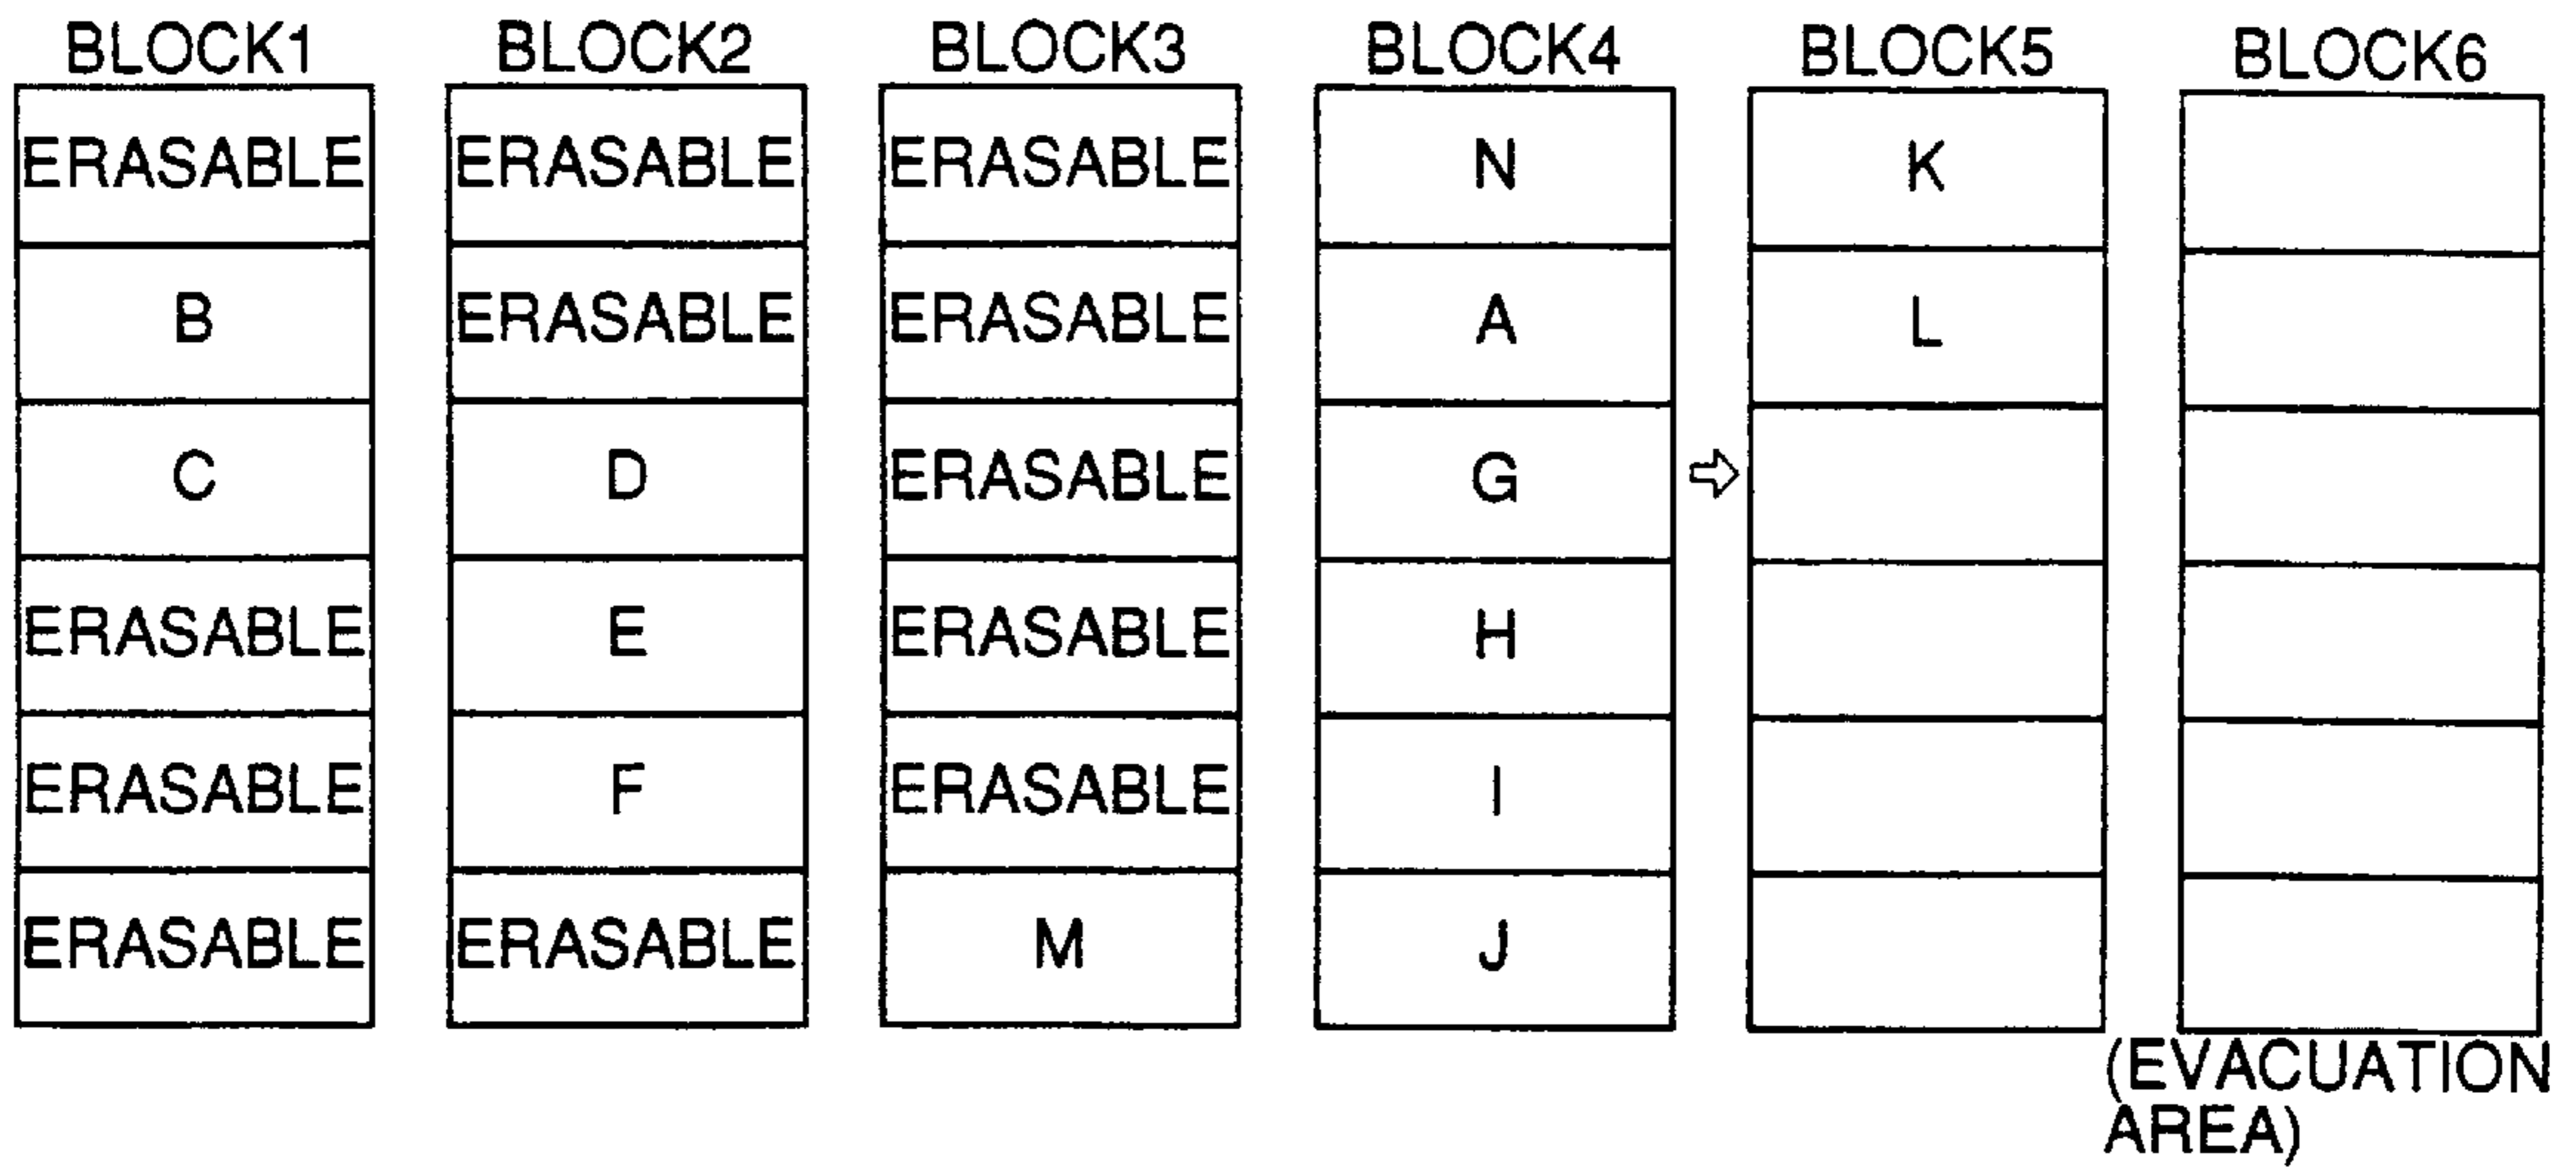 BLOCK1 BLOCK2 BLOCK3 BLOCK4 BLOCK5 BLOCK6
ERASABLE ERASABLE ERASABLE N K
B ERASABLE ERASABLE A L
C D ERASABLE G
ERASABLE E ERASABLE H
ERASABLE F ERASABLE I
ERASABLE ERASABLE M J
(EVACUATION
AREA)